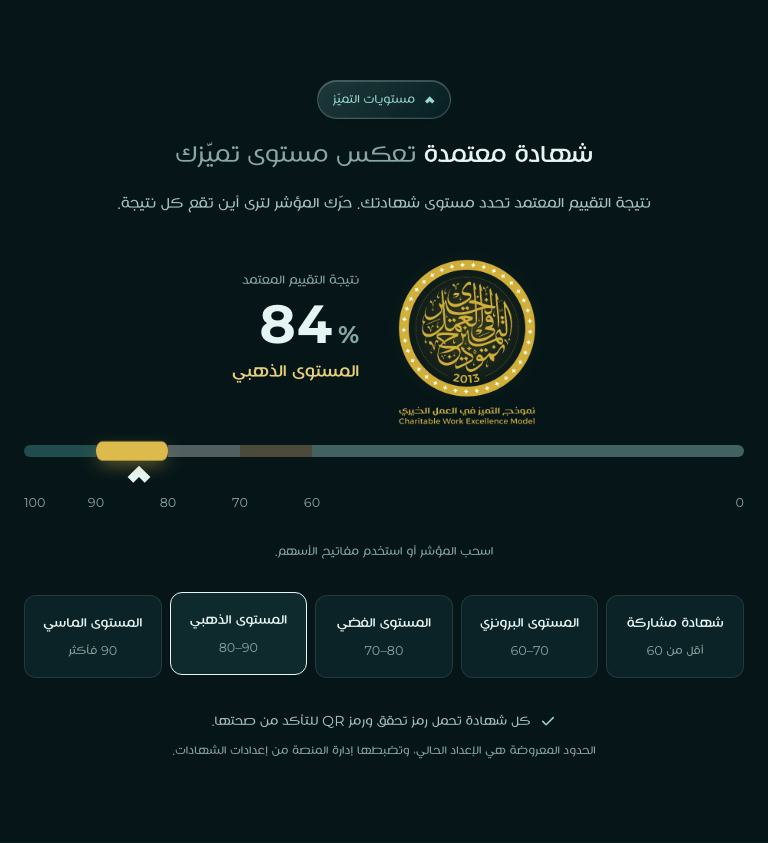 مستويات التميّز
شهادة معتمدة تعكس مستوى تميّزك
نتيجة التقييم المعتمد تحدد مستوى شهادتك. حرّك المؤشر لترى أين تقع كل نتيجة.
2013
نموذج التميز في العمل الخيري
Charitable Work Excellence Model
نتيجة التقييم المعتمد
84 %
المستوى الذهبي
0 60 70 80 90 100
اسحب المؤشر أو استخدم مفاتيح الأسهم.
شهادة مشاركة
أقل من 60
المستوى البرونزي
60–70
المستوى الفضي
70–80
المستوى الذهبي
80–90
المستوى الماسي
90 فأكثر
كل شهادة تحمل رمز تحقق ورمز QR للتأكد من صحتها.
الحدود المعروضة هي الإعداد الحالي، وتضبطها إدارة المنصة من إعدادات الشهادات.